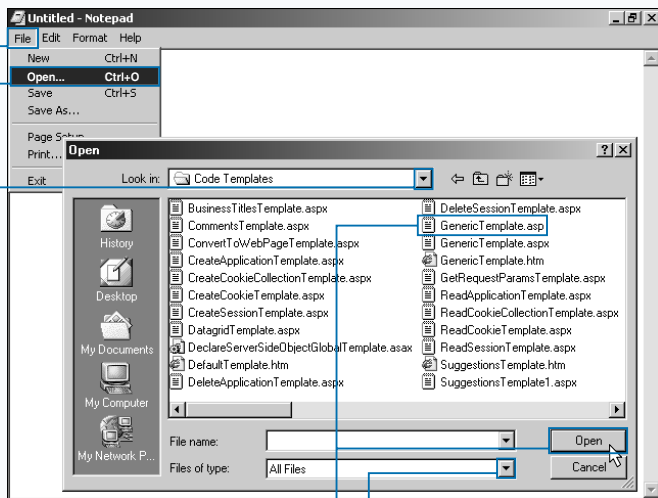 Untitled - Notepad
File Edit Format Help
New Ctrl+N
Open... Ctrl+O
Save Ctrl+S
Save As...
Page Setup...
Print...
Exit
Open
Look in: Code Templates
History
Desktop
My Documents
My Computer
My Network P...
BusinessTitlesTemplate.aspx
CommentsTemplate.aspx
ConvertToWebPageTemplate.aspx
CreateApplicationTemplate.aspx
CreateCookieCollectionTemplate.aspx
CreateCookieTemplate.aspx
CreateSessionTemplate.aspx
DatagridTemplate.aspx
DeclareServerSideObjectGlobalTemplate.asax
DefaultTemplate.htm
DeleteApplicationTemplate.aspx
DeleteSessionTemplate.aspx
GenericTemplate.asp
GenericTemplate.aspx
GenericTemplate.htm
GetRequestParamsTemplate.aspx
ReadApplicationTemplate.aspx
ReadCookieCollectionTemplate.aspx
ReadCookieTemplate.aspx
ReadSessionTemplate.aspx
SuggestionsTemplate.htm
SuggestionsTemplate1.aspx
File name:
Open
Files of type: All Files
Cancel